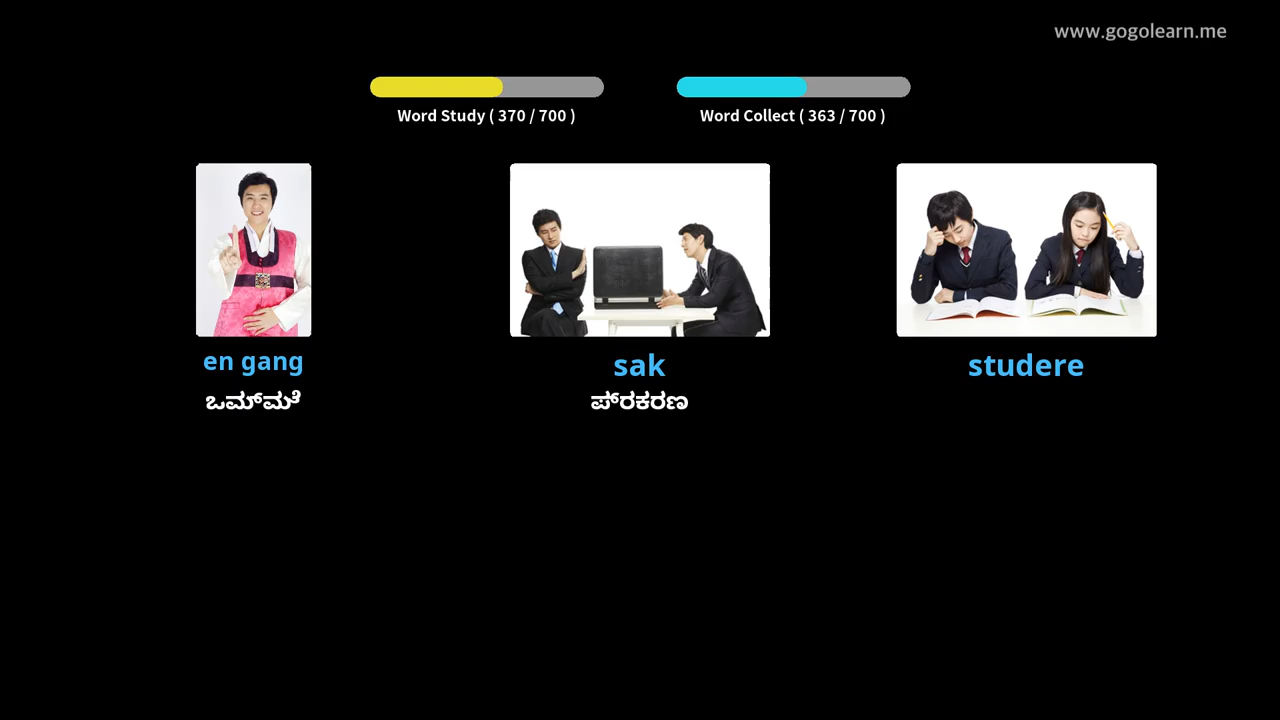 www.gogolearn.me
Word Study ( 370 / 700 )
Word Collect ( 363 / 700 )
en gang
sak
studere
ಒಮ್ಮೆ
ಪ್ರಕರಣ